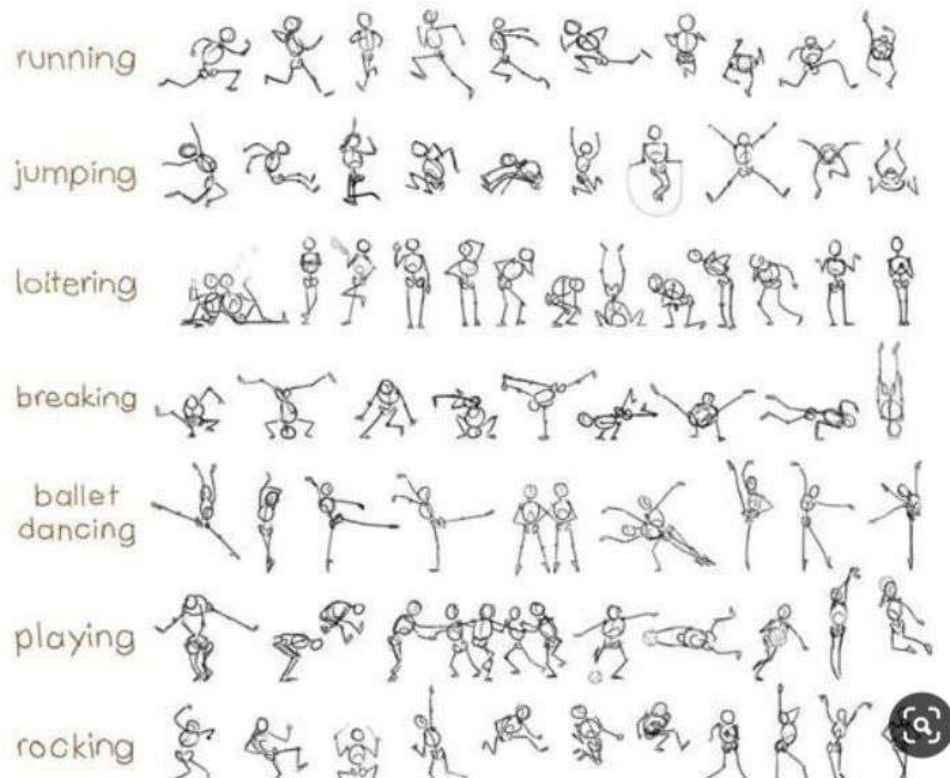 running
jumping
loitering
breaking
ballet
dancing
playing
rocking